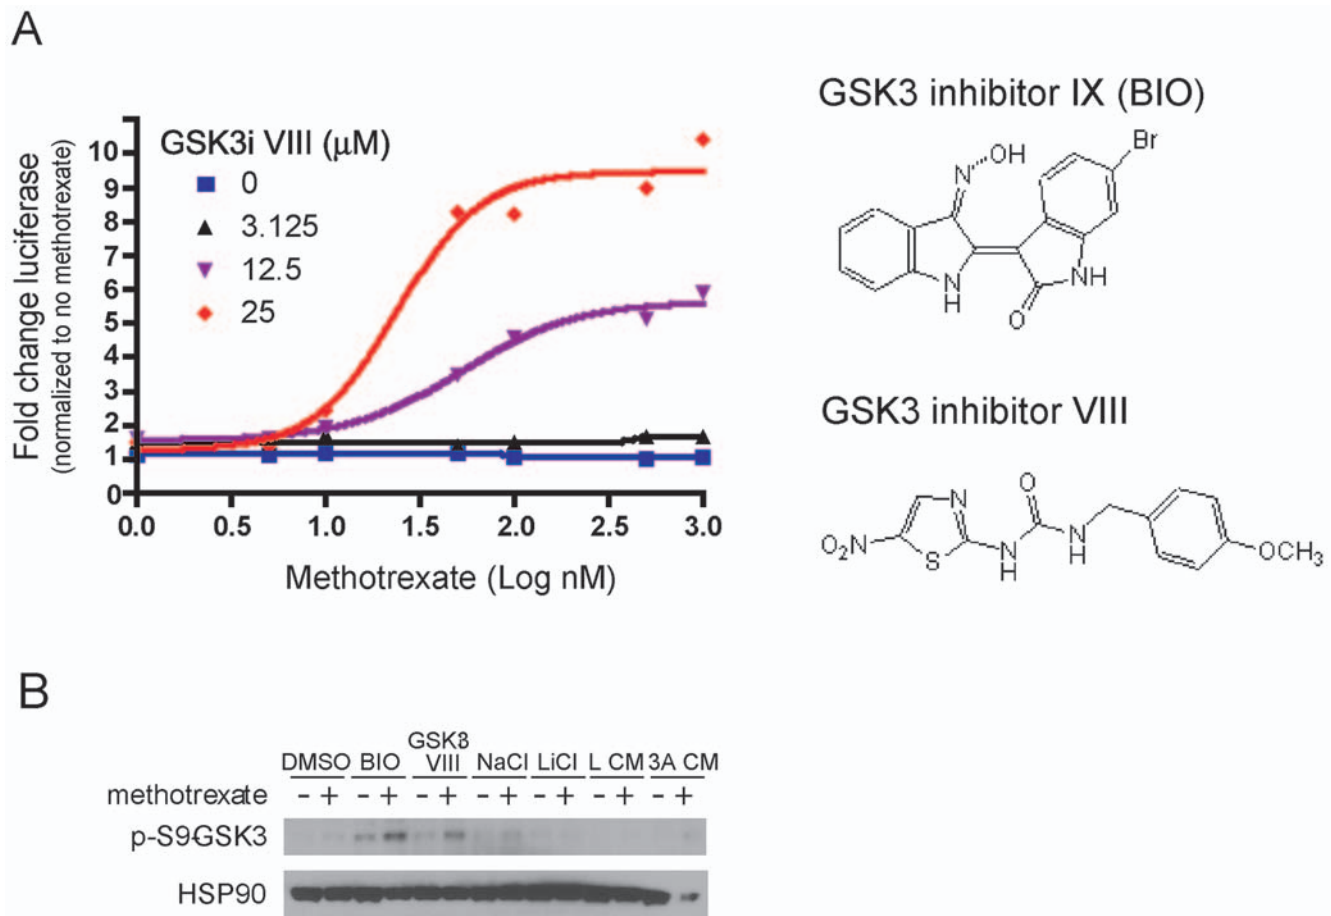 A
GSK3i VIII (μM)
0
3.125
12.5
25
Fold change luciferase
(normalized to no methotrexate)
10
9
8
7
6
5
4
3
2
1
0
0.0 0.5 1.0 1.5 2.0 2.5 3.0
Methotrexate (Log nM)
GSK3 inhibitor IX (BIO)
OH
N
Br
N
H
NH
O
GSK3 inhibitor VIII
O
N
O₂N
S
N
H
N
H
OCH₃
B
DMSO BIO GSK3 VIII NaCl LiCl L CM 3A CM
methotrexate - + - + - + - + - + - + - +
p-S9-GSK3
HSP90